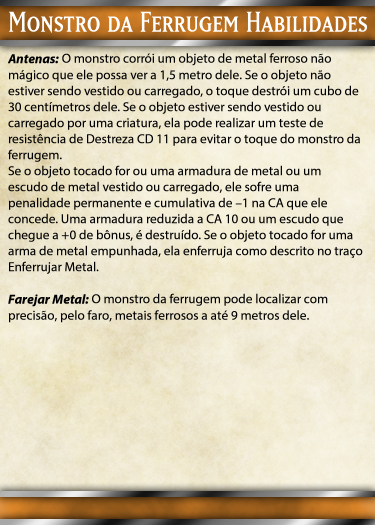 Monstro da Ferrugem Habilidades
Antenas: O monstro corrói um objeto de metal ferroso não
mágico que ele possa ver a 1,5 metro dele. Se o objeto não
estiver sendo vestido ou carregado, o toque destrói um cubo de
30 centímetros dele. Se o objeto estiver sendo vestido ou
carregado por uma criatura, ela pode realizar um teste de
resistência de Destreza CD 11 para evitar o toque do monstro da
ferrugem.
Se o objeto tocado for ou uma armadura de metal ou um
escudo de metal vestido ou carregado, ele sofre uma
penalidade permanente e cumulativa de –1 na CA que ele
concede. Uma armadura reduzida a CA 10 ou um escudo que
chegue a +0 de bônus, é destruído. Se o objeto tocado for uma
arma de metal empunhada, ela enferruja como descrito no traço
Enferrujar Metal.
Farejar Metal: O monstro da ferrugem pode localizar com
precisão, pelo faro, metais ferrosos a até 9 metros dele.